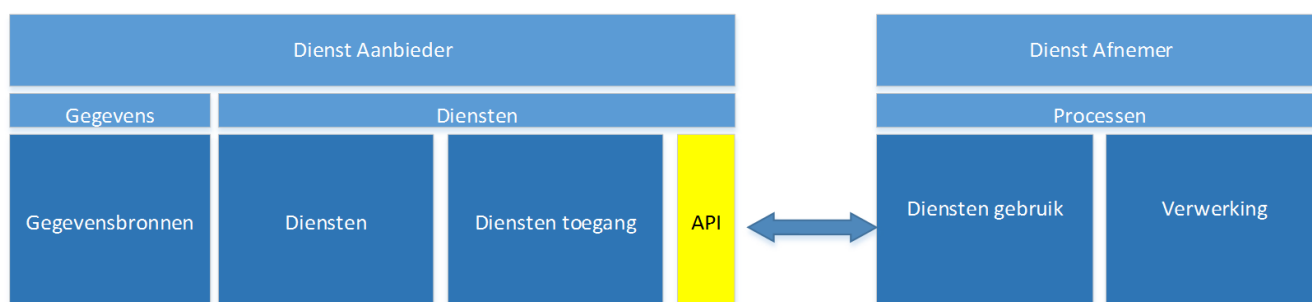 Dienst Aanbieder
Dienst Afnemer
Gegevens
Diensten
Processen
Gegevensbronnen
Diensten
Diensten toegang
API
Diensten gebruik
Verwerking